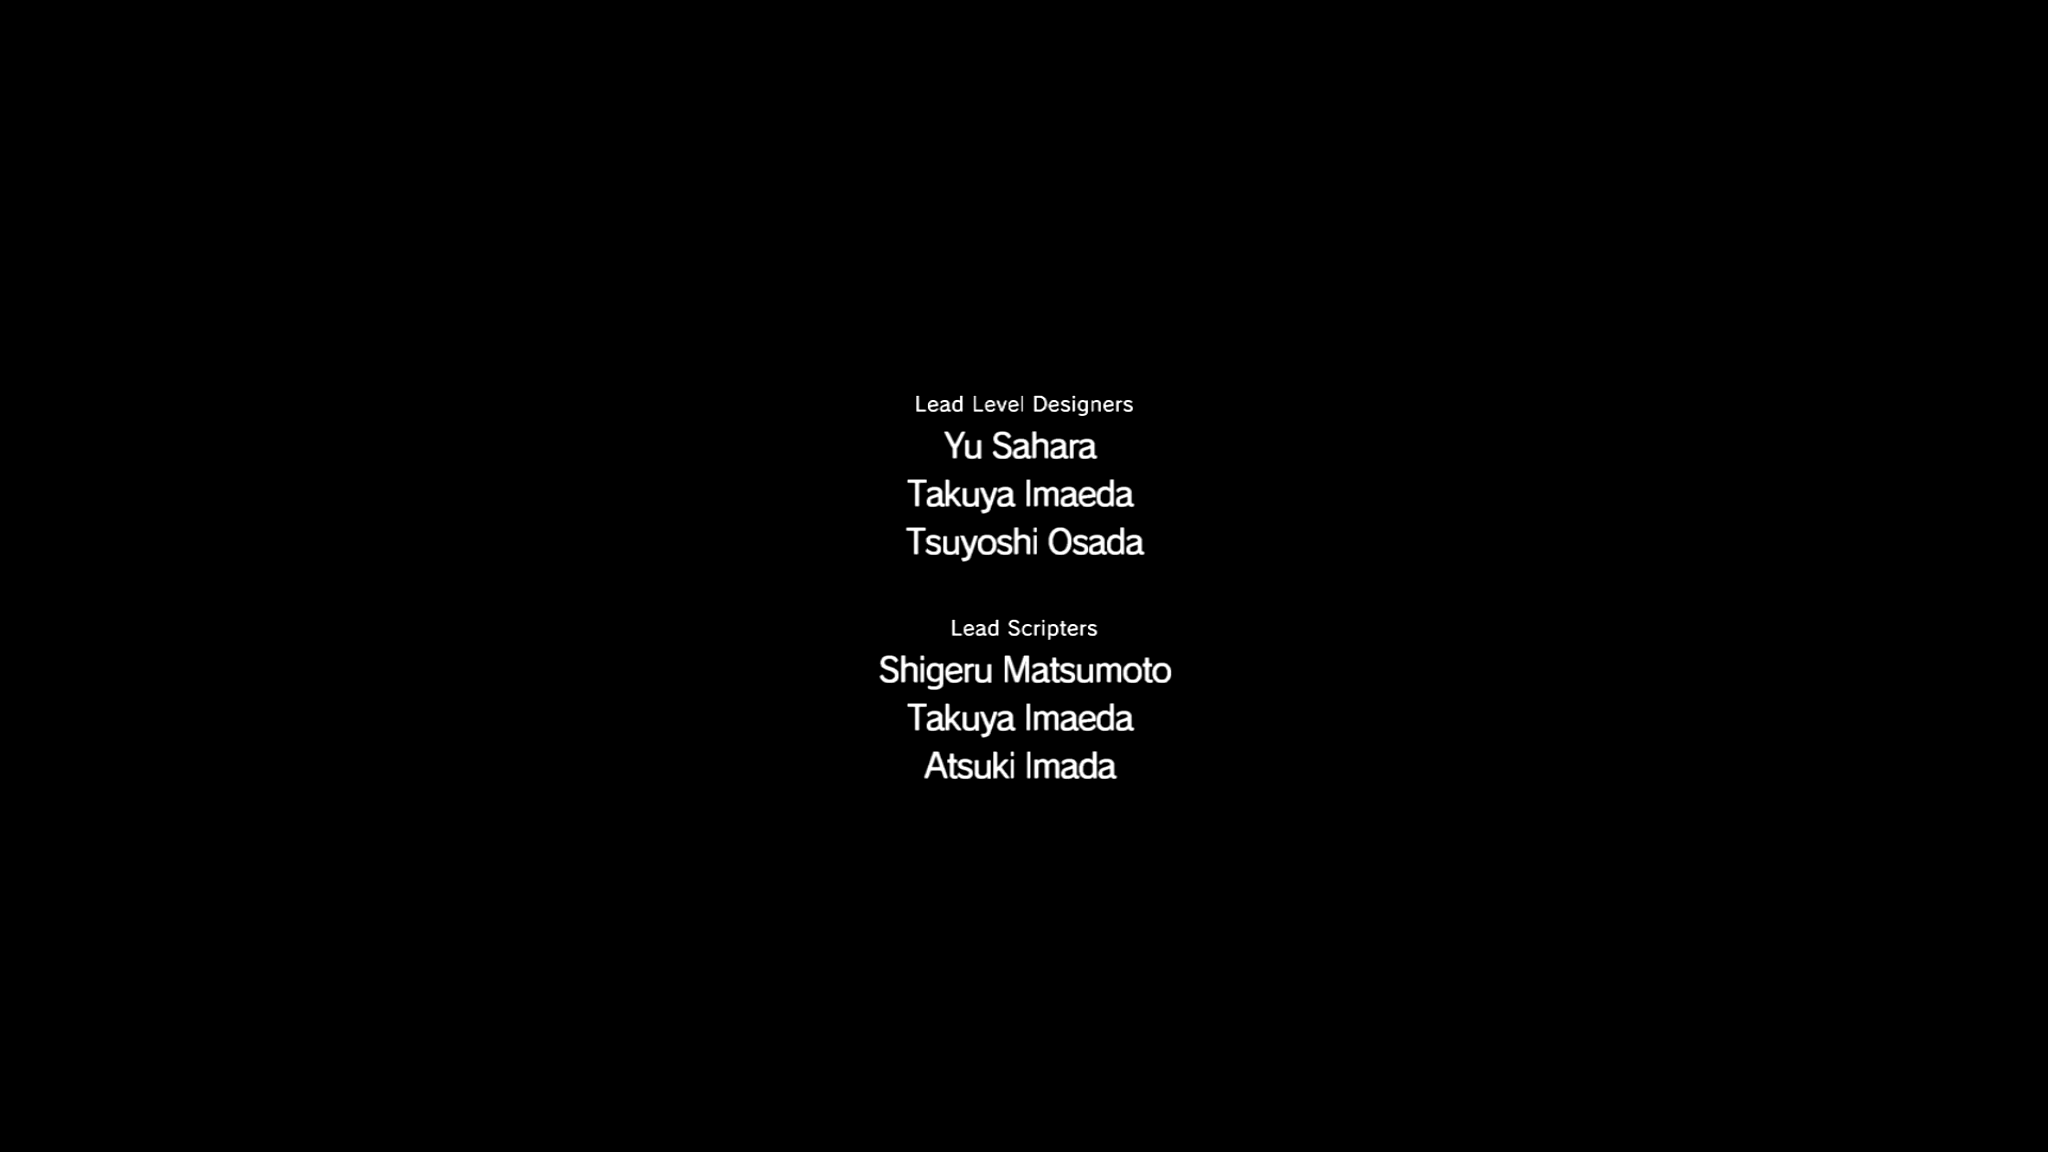 Lead Level Designers
Yu Sahara
Takuya Imaeda
Tsuyoshi Osada
Lead Scripters
Shigeru Matsumoto
Takuya Imaeda
Atsuki Imada